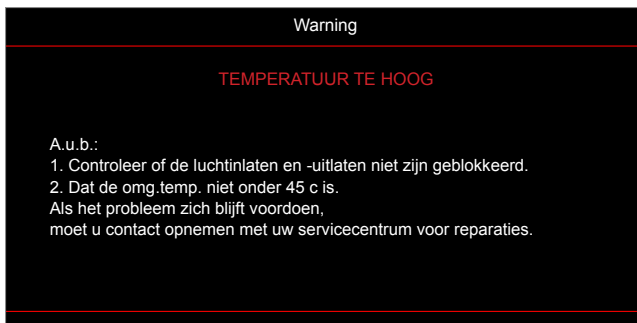 Warning
TEMPERATUUR TE HOOG
A.u.b.:
1. Controleer of de luchtinlaten en -uitlaten niet zijn geblokkeerd.
2. Dat de omg.temp. niet onder 45 c is.
Als het probleem zich blijft voordoen,
moet u contact opnemen met uw servicecentrum voor reparaties.